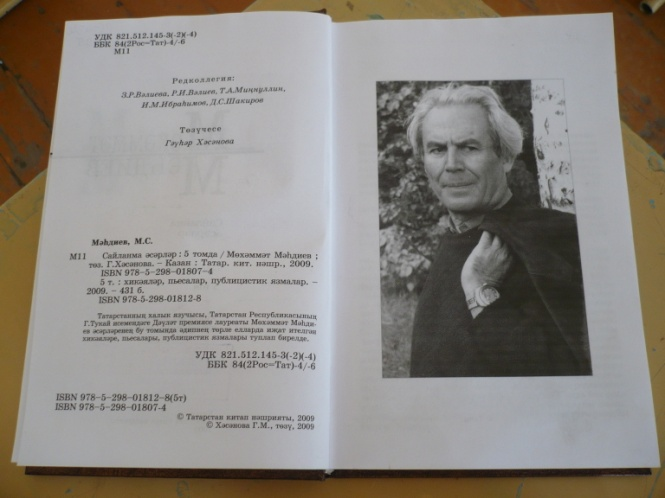 УДК 821.512.145-3(-2)(-4)
ББК 84(2Рос=Тат)-4/-6
М11
Редколлегия:
З.Р.Вәлиева, Р.И.Вәлиев, Т.А.Миңнуллин,
И.М.Ибраһимов, Д.С.Шакиров
Төзүчесе
Гәүһәр Хәсәнова
Мәһдиев, М.С.
М11 Сайланма әсәрләр : 5 томда / Мөхәммәт Мәһдиев ;
төз. Г.Хәсәнова. – Казан : Татар. кит. нәшр., 2009.
ISBN 978-5-298-01807-4
5 т. : хикәяләр, пьесалар, публицистик язмалар. –
2009. – 431 б.
ISBN 978-5-298-01812-8
Татарстанның халык язучысы, Татарстан Республикасының
Г.Тукай исемендәге Дәүләт премиясе лауреаты Мөхәммәт Мәһди-
ев әсәрләренең бу томында әдипнең төрле елларда иҗат ителгән
хикәяләре, пьесалары, публицистик язмалары туплап бирелде.
УДК 821.512.145-3(-2)(-4)
ББК 84(2Рос=Тат)-4/-6
ISBN 978-5-298-01812-8(5т)
ISBN 978-5-298-01807-4
© Татарстан китап нәшрияты, 2009
© Хәсәнова Г.М., төзү, 2009